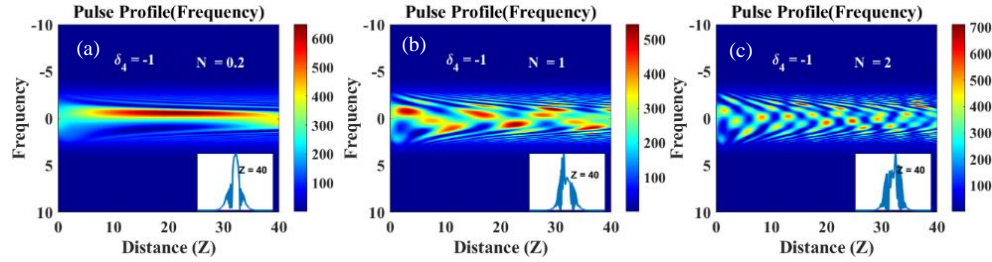 Pulse Profile(Frequency)
(a)
δ4 = -1 N = 0.2
Z = 40
-10
-5
0
5
10
Frequency
0 10 20 30 40
Distance (Z)
600
500
400
300
200
100
Pulse Profile(Frequency)
(b)
δ4 = -1 N = 1
Z = 40
-10
-5
0
5
10
Frequency
0 10 20 30 40
Distance (Z)
500
400
300
200
100
Pulse Profile(Frequency)
(c)
δ4 = -1 N = 2
Z = 40
-10
-5
0
5
10
Frequency
0 10 20 30 40
Distance (Z)
700
600
500
400
300
200
100
0